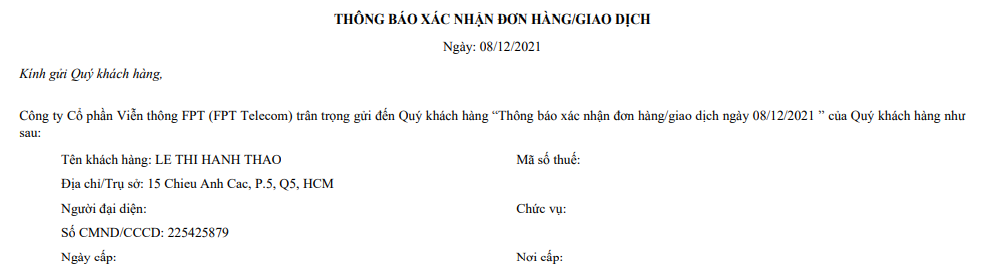 THÔNG BÁO XÁC NHẬN ĐƠN HÀNG/GIAO DỊCH
Ngày: 08/12/2021
Kính gửi Quý khách hàng,
Công ty Cổ phần Viễn thông FPT (FPT Telecom) trân trọng gửi đến Quý khách hàng “Thông báo xác nhận đơn hàng/giao dịch ngày 08/12/2021 ” của Quý khách hàng như
sau:
Tên khách hàng: LE THI HANH THAO Mã số thuế:
Địa chỉ/Trụ sở: 15 Chieu Anh Cac, P.5, Q5, HCM
Người đại diện: Chức vụ:
Số CMND/CCCD: 225425879
Ngày cấp: Nơi cấp: